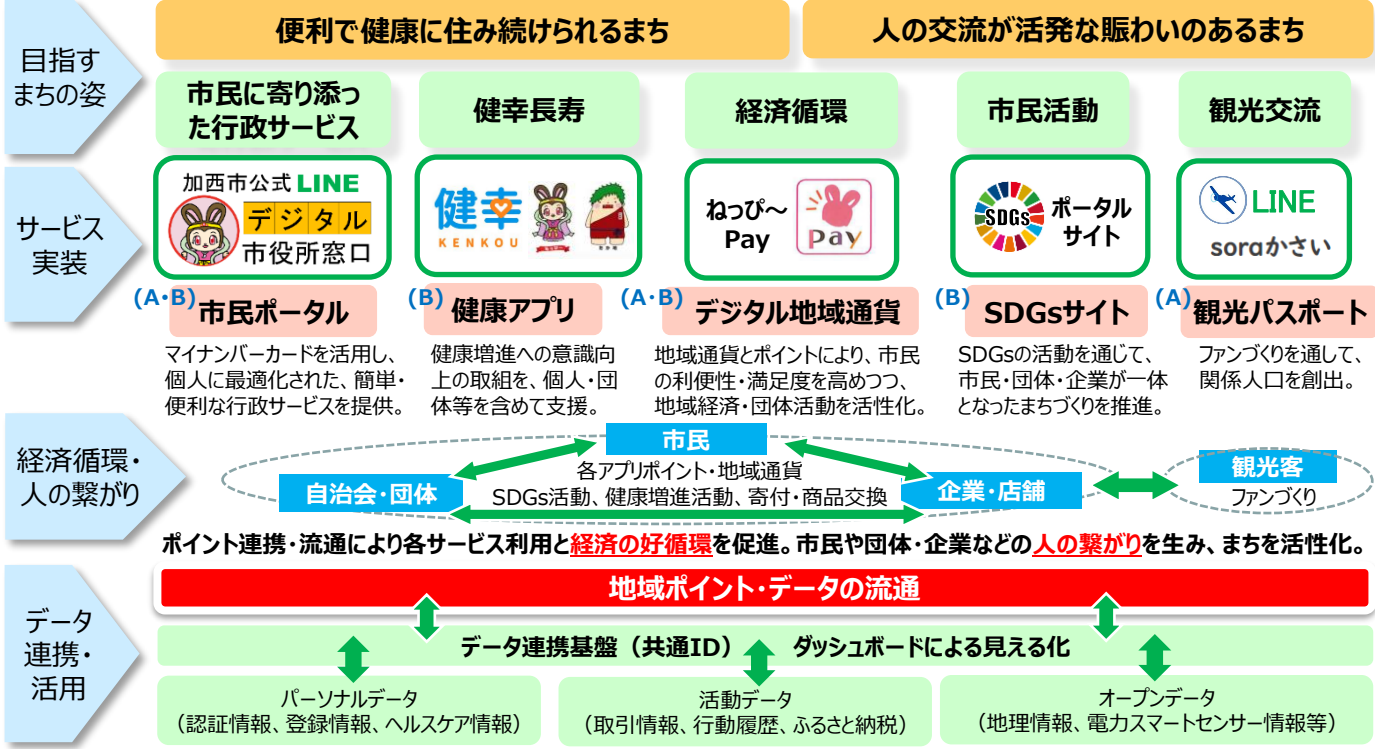 目指す
まちの姿
便利で健康に住み続けられるまち
人の交流が活発な賑わいのあるまち
市民に寄り添っ
た行政サービス
健幸長寿
経済循環
市民活動
観光交流
サービス
実装
加西市公式 LINE
デジタル
市役所窓口
健幸
KENKOU
ねっぴ～
Pay
Pay
SDGs
ポータル
サイト
LINE
soraかさい
(A・B)
市民ポータル
(B)
健康アプリ
(A・B)
デジタル地域通貨
(B)
SDGsサイト
(A)
観光パスポート
マイナンバーカードを活用し、
個人に最適化された、簡単・
便利な行政サービスを提供。
健康増進への意識向
上の取組を、個人・団
体等を含めて支援。
地域通貨とポイントにより、市民
の利便性・満足度を高めつつ、
地域経済・団体活動を活性化。
SDGsの活動を通じて、
市民・団体・企業が一体
となったまちづくりを推進。
ファンづくりを通して、
関係人口を創出。
経済循環・
人の繋がり
市民
各アプリポイント・地域通貨
SDGs活動、健康増進活動、寄付・商品交換
自治会・団体
企業・店舗
観光客
ファンづくり
ポイント連携・流通により各サービス利用と経済の好循環を促進。市民や団体・企業などの人の繋がりを生み、まちを活性化。
データ
連携・
活用
地域ポイント・データの流通
データ連携基盤（共通ID）
ダッシュボードによる見える化
パーソナルデータ
（認証情報、登録情報、ヘルスケア情報）
活動データ
（取引情報、行動履歴、ふるさと納税）
オープンデータ
（地理情報、電力スマートセンサー情報等）